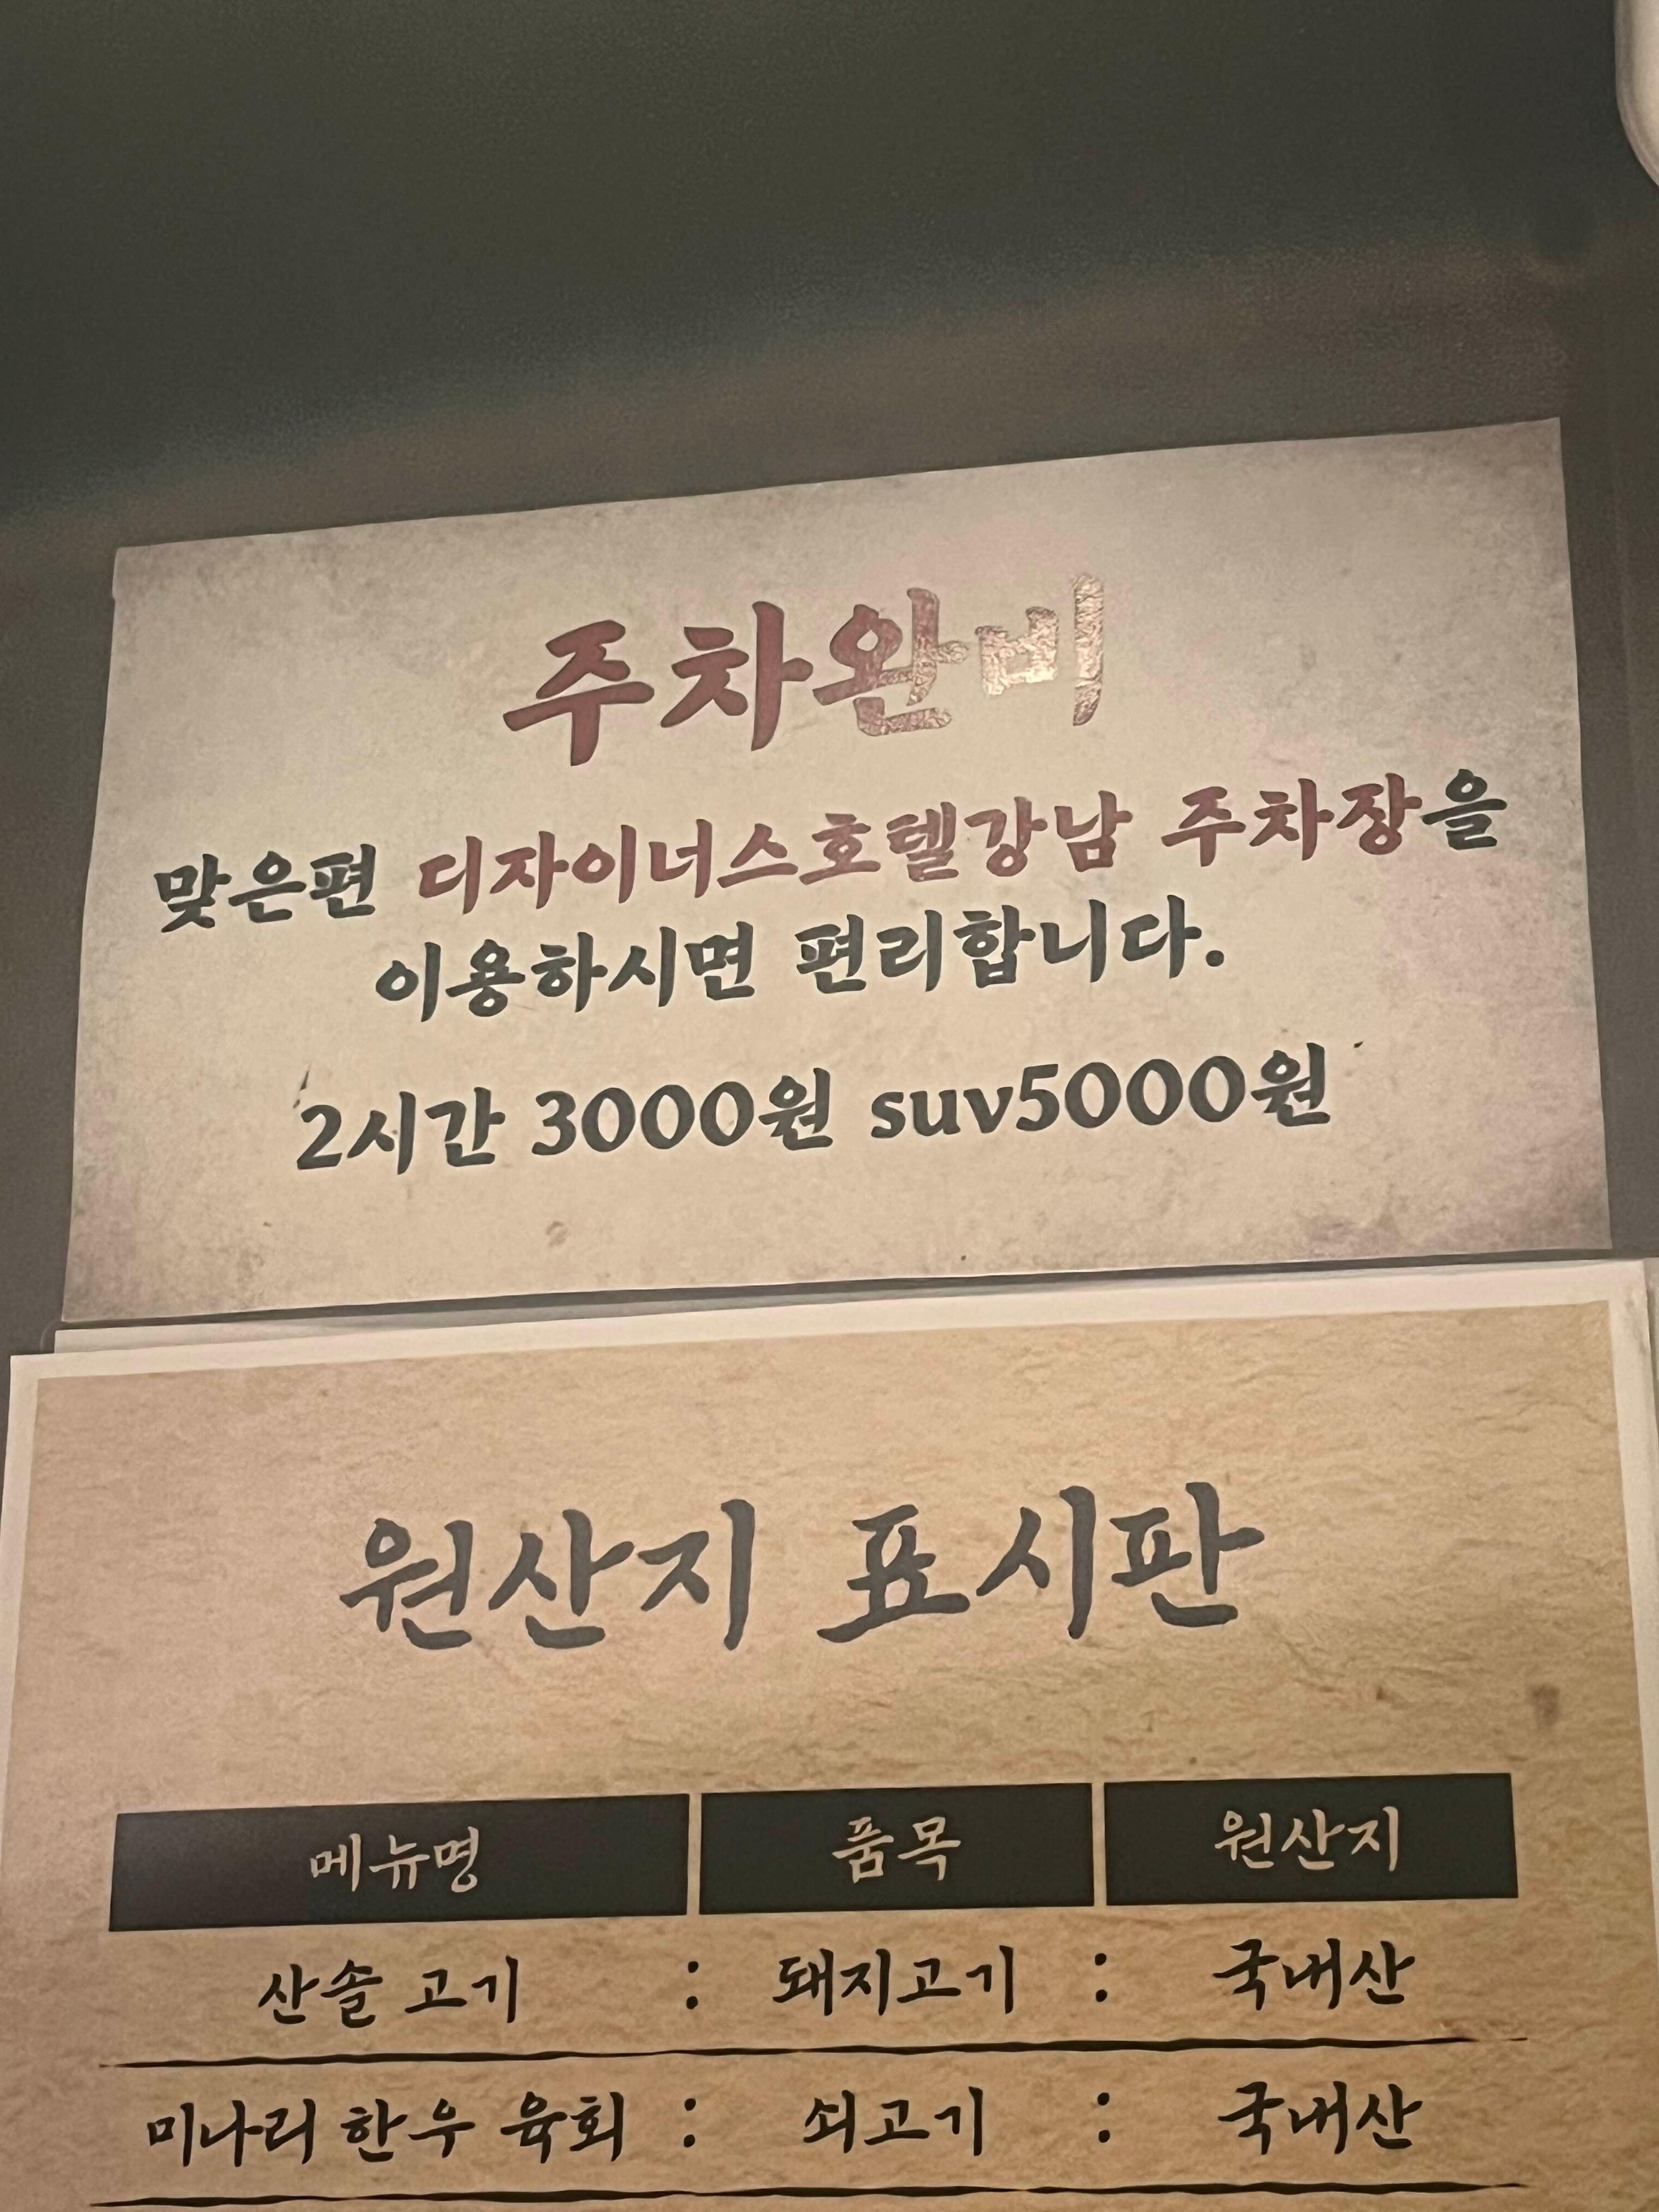 주차완비
맞은편 디자이너스호텔강남 주차장을
이용하시면 편리합니다.
2시간 3000원 suv5000원
원산지 표시판
메뉴명 품목 원산지
산솔 고기 : 돼지고기 : 국내산
미나리 한우 육회 : 쇠고기 : 국내산